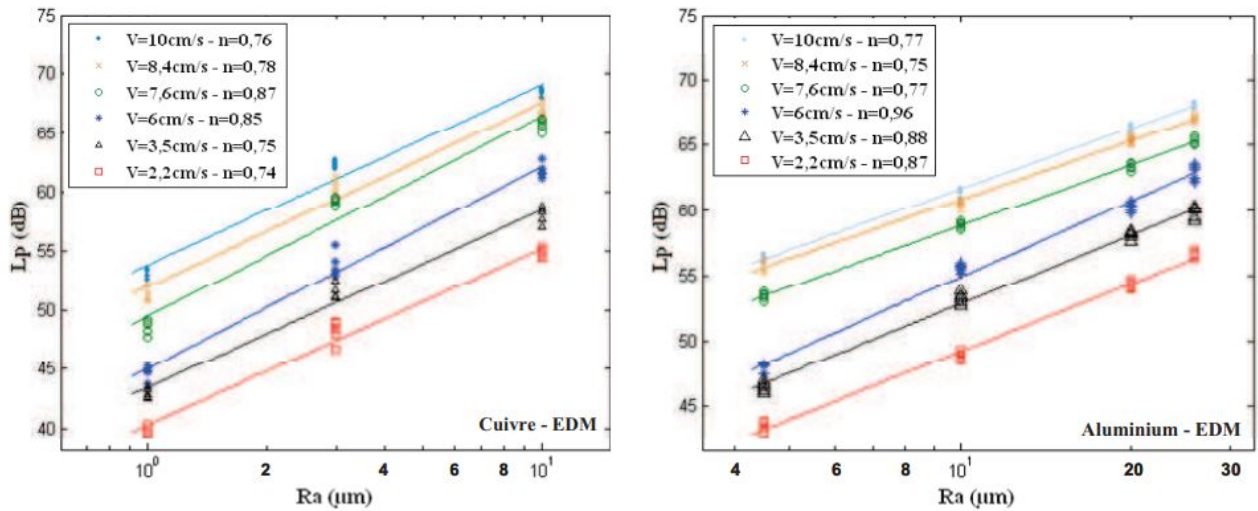 Lp (dB)
75
70
65
60
55
50
45
40
V=10cm/s - n=0,76
V=8,4cm/s - n=0,78
V=7,6cm/s - n=0,87
V=6cm/s - n=0,85
V=3,5cm/s - n=0,75
V=2,2cm/s - n=0,74
Cuivre - EDM
10⁰ 2 4 6 8 10¹
Ra (µm)
Lp (dB)
75
70
65
60
55
50
45
V=10cm/s - n=0,77
V=8,4cm/s - n=0,75
V=7,6cm/s - n=0,77
V=6cm/s - n=0,96
V=3,5cm/s - n=0,88
V=2,2cm/s - n=0,87
Aluminium - EDM
4 6 8 10¹ 20 30
Ra (µm)